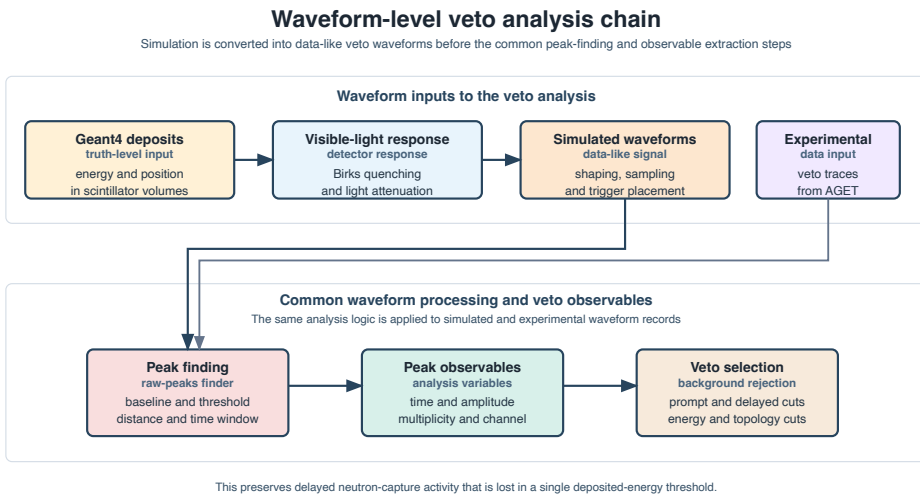 Waveform-level veto analysis chain
Simulation is converted into data-like veto waveforms before the common peak-finding and observable extraction steps
Waveform inputs to the veto analysis
Geant4 deposits
truth-level input
energy and position
in scintillator volumes
Visible-light response
detector response
Birks quenching
and light attenuation
Simulated waveforms
data-like signal
shaping, sampling
and trigger placement
Experimental
data input
veto traces
from AGET
Common waveform processing and veto observables
The same analysis logic is applied to simulated and experimental waveform records
Peak finding
raw-peaks finder
baseline and threshold
distance and time window
Peak observables
analysis variables
time and amplitude
multiplicity and channel
Veto selection
background rejection
prompt and delayed cuts
energy and topology cuts
This preserves delayed neutron-capture activity that is lost in a single deposited-energy threshold.